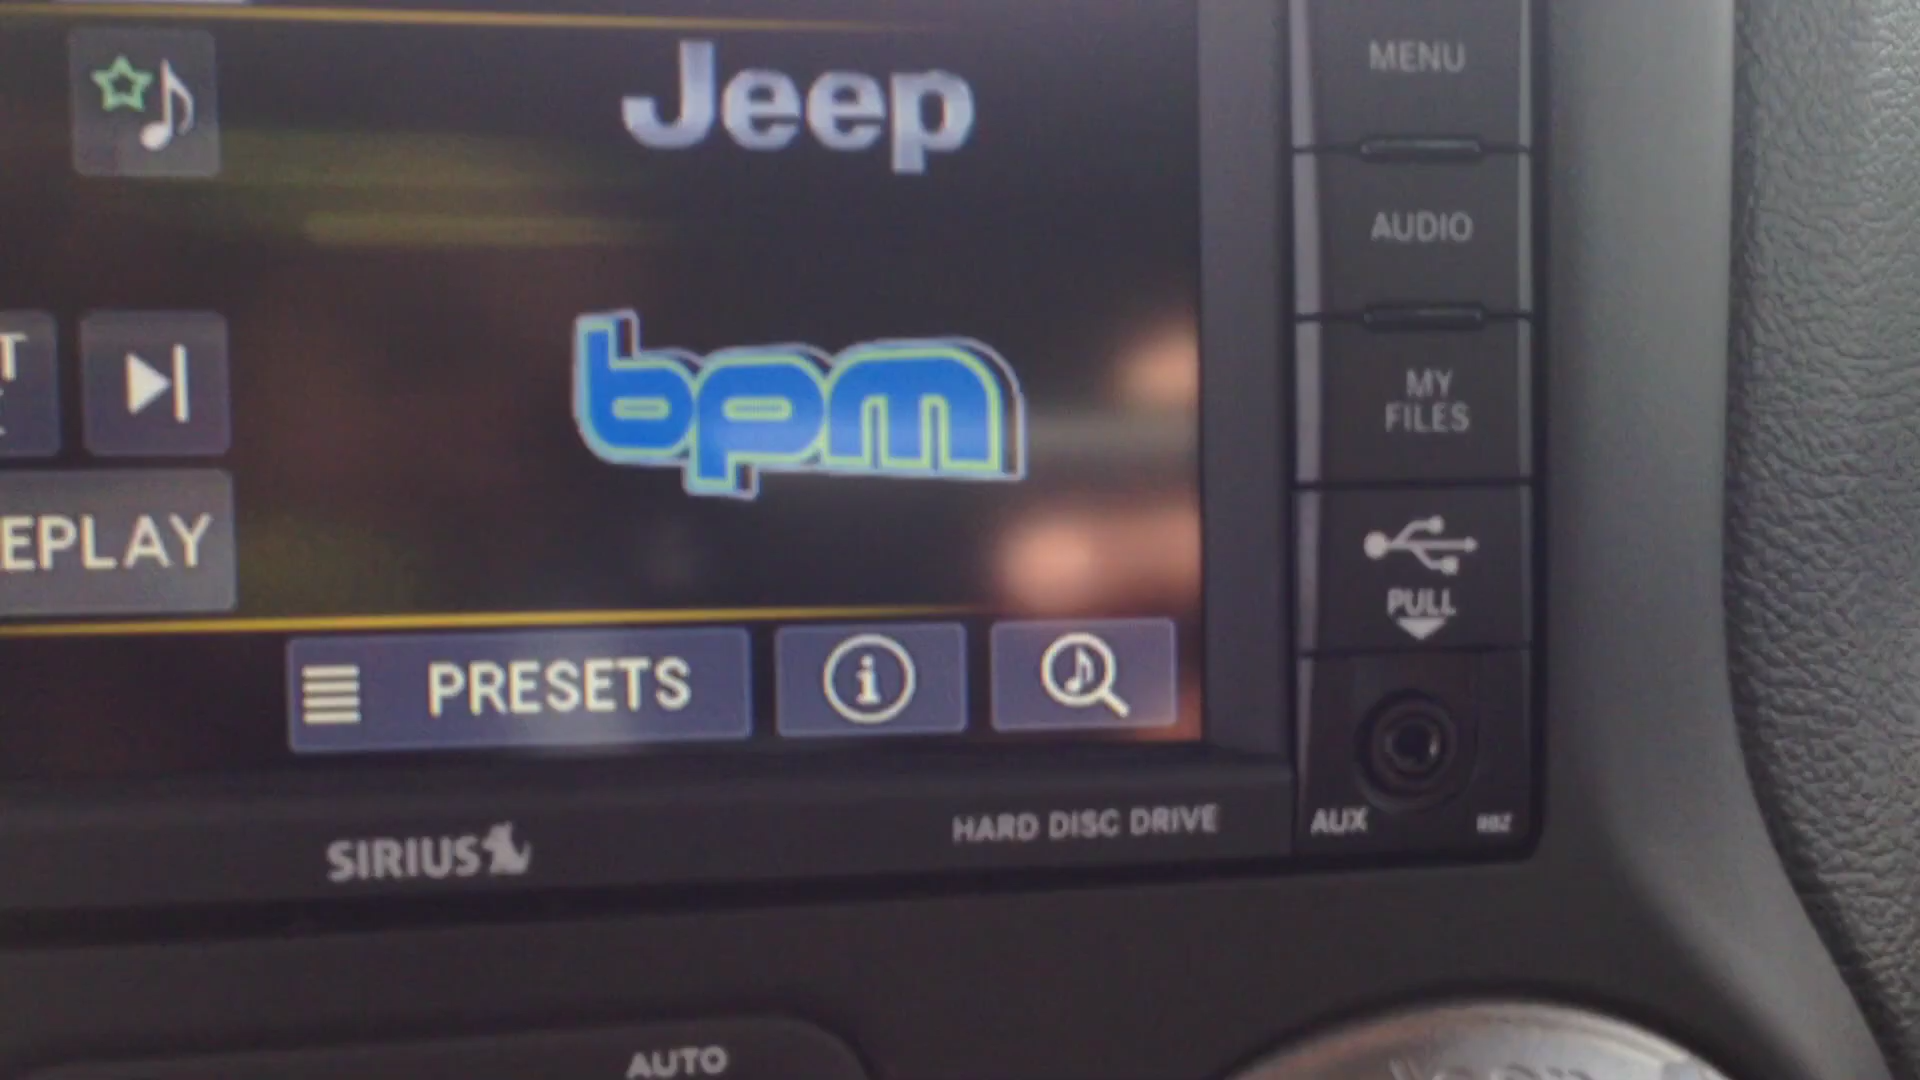 Jeep
bpm
EPLAY
PRESETS
SIRIUS
HARD DISC DRIVE
MENU
AUDIO
MY
FILES
PULL
AUX
AUTO